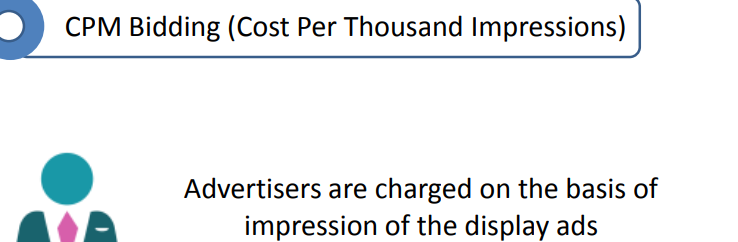 CPM Bidding (Cost Per Thousand Impressions)
Advertisers are charged on the basis of
impression of the display ads